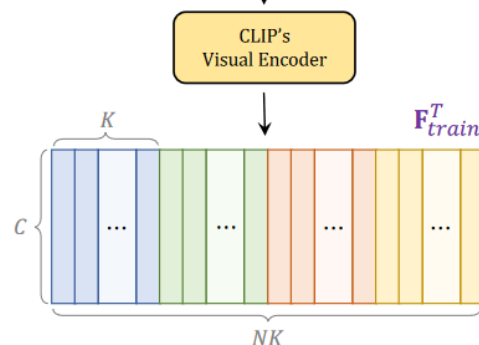 CLIP's
Visual Encoder
K
F^T_train
C
... ... ... ...
NK